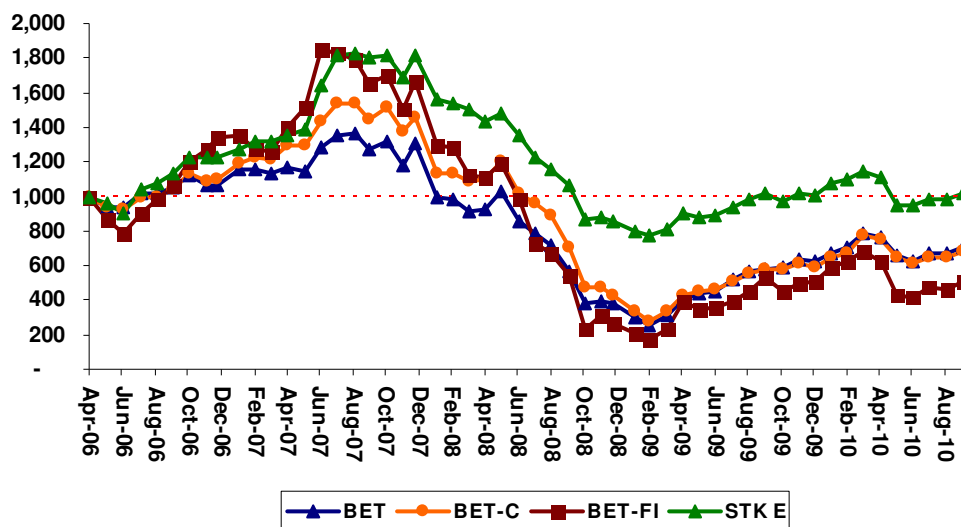 2,000
1,800
1,600
1,400
1,200
1,000
800
600
400
200
-
Apr-06
Jun-06
Aug-06
Oct-06
Dec-06
Feb-07
Apr-07
Jun-07
Aug-07
Oct-07
Dec-07
Feb-08
Apr-08
Jun-08
Aug-08
Oct-08
Dec-08
Feb-09
Apr-09
Jun-09
Aug-09
Oct-09
Dec-09
Feb-10
Apr-10
Jun-10
Aug-10
BET BET-C BET-FI STK E